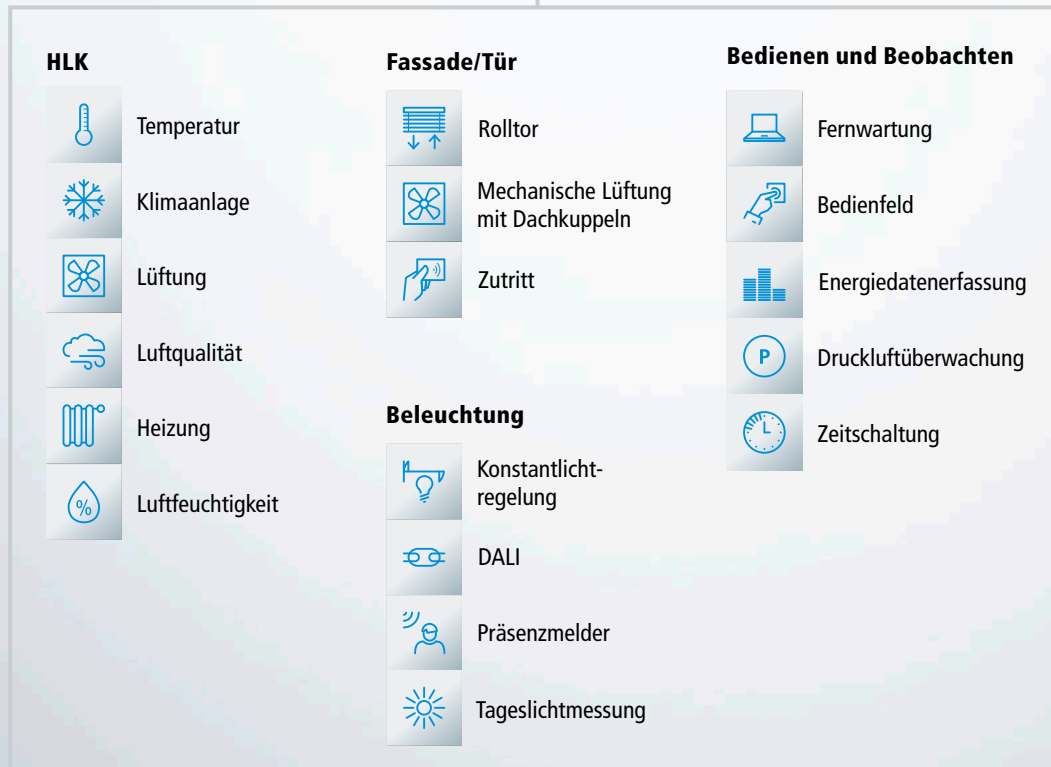 HLK
Temperatur
Klimaanlage
%
Lüftung
Luftqualität
Heizung
Luftfeuchtigkeit
Fassade/Tür
Rolltor
Mechanische Lüftung
mit Dachkuppeln
Zutritt
Beleuchtung
Konstantlicht-
regelung
DALI
Präsenzmelder
Tageslichtmessung
Bedienen und Beobachten
Fernwartung
Bedienfeld
Energiedatenerfassung
P
Druckluftüberwachung
Zeitschaltung